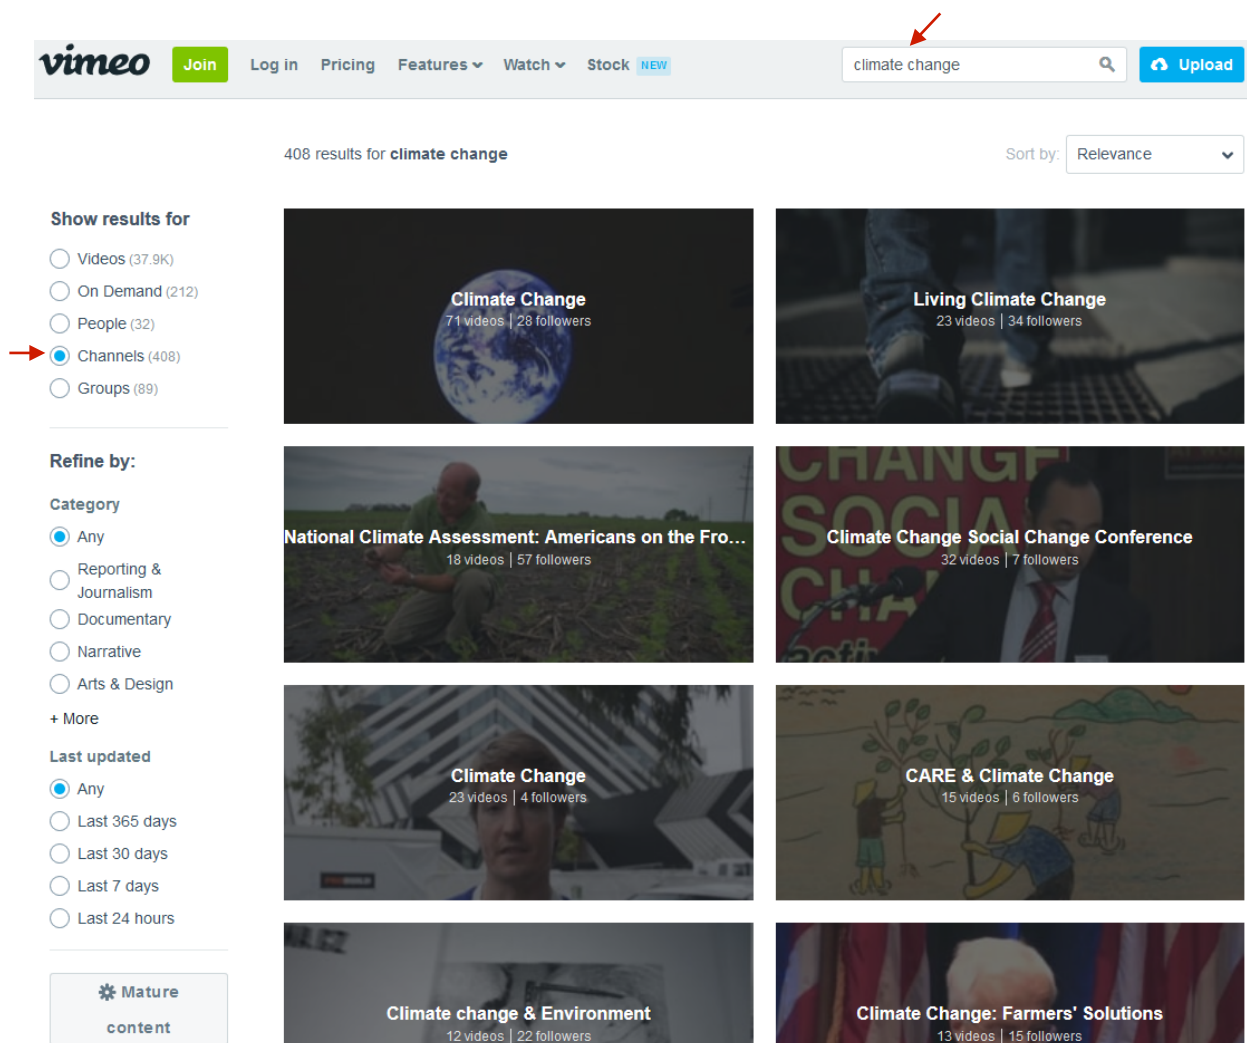 vimeo
Join
Log in
Pricing
Features
Watch
Stock NEW
climate change
Upload
408 results for climate change
Sort by: Relevance
Show results for
Videos (37.9K)
On Demand (212)
People (32)
Channels (408)
Groups (89)
Refine by:
Category
Any
Reporting &
Journalism
Documentary
Narrative
Arts & Design
+ More
Last updated
Any
Last 365 days
Last 30 days
Last 7 days
Last 24 hours
Mature
content
Climate Change
71 videos | 28 followers
Living Climate Change
23 videos | 34 followers
CHANGE
SOCIAL
National Climate Assessment: Americans on the Fro...
18 videos | 57 followers
Climate Change Social Change Conference
32 videos | 7 followers
Climate Change
23 videos | 4 followers
CARE & Climate Change
15 videos | 6 followers
Climate change & Environment
12 videos | 22 followers
Climate Change: Farmers' Solutions
13 videos | 15 followers